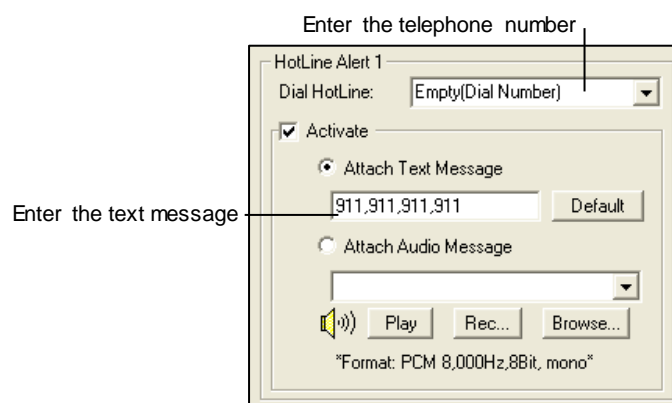 Enter the telephone number
HotLine Alert 1
Dial HotLine: Empty(Dial Number)
Activate
Attach Text Message
Enter the text message
911,911,911,911 Default
Attach Audio Message
Play Rec... Browse...
*Format: PCM 8,000Hz,8Bit, mono*